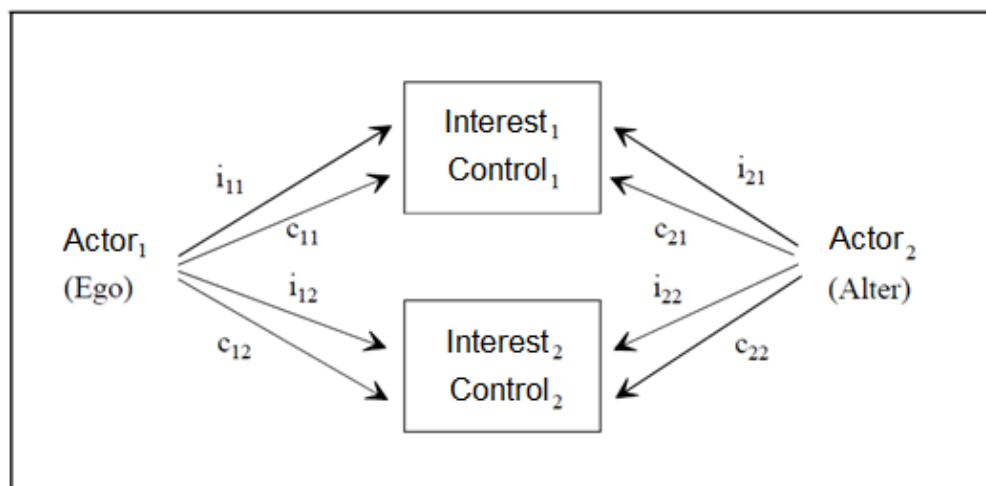 Interest₁
Control₁
i₁₁
i₂₁
c₁₁
c₂₁
Actor₁
(Ego)
Actor₂
(Alter)
i₁₂
i₂₂
c₁₂
c₂₂
Interest₂
Control₂